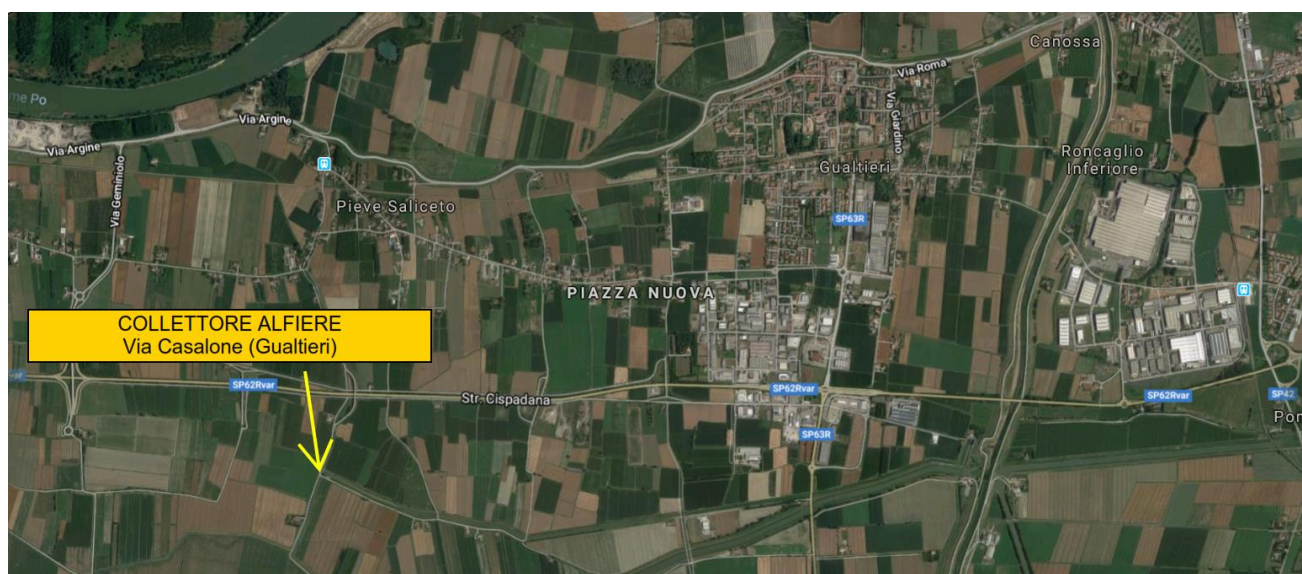 Canossa
Via Roma
me Po
Via Argine
Via Argine
Via Giardino
Roncaglio
Inferiore
Gualtieri
Via Geminiolo
Pieve Saliceto
SP63R
PIAZZA NUOVA
COLLETTORE ALFIERE
Via Casalone (Gualtieri)
SP62Rvar
SP62Rvar
SP62Rvar
SP42
Str. Cispadana
Por
SP63R